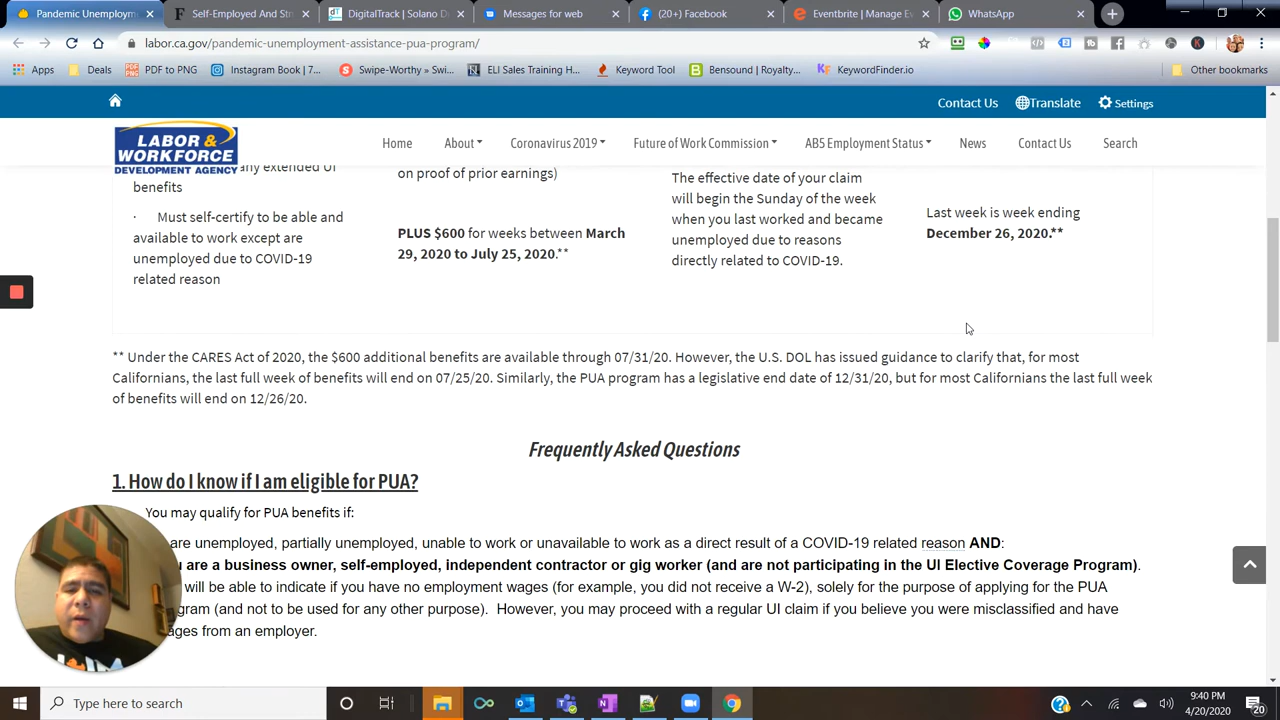 Pandemic Unemploym
Self-Employed And St
DigitalTrack | Solano D
Messages for web
(20+) Facebook
Eventbrite | Manage Ev
WhatsApp
labor.ca.gov/pandemic-unemployment-assistance-pua-program/
Apps
Deals
PDF to PNG
Instagram Book | 7...
Swipe-Worthy » Swi...
ELI Sales Training H...
Keyword Tool
Bensound | Royalty...
KeywordFinder.io
Other bookmarks
Contact Us
Translate
Settings
LABOR &
WORKFORCE
DEVELOPMENT AGENCY
Home
About
Coronavirus 2019
Future of Work Commission
AB5 Employment Status
News
Contact Us
Search
any extended UI
benefits
· Must self-certify to be able and
available to work except are
unemployed due to COVID-19
related reason
on proof of prior earnings)
PLUS $600 for weeks between March
29, 2020 to July 25, 2020.**
The effective date of your claim
will begin the Sunday of the week
when you last worked and became
unemployed due to reasons
directly related to COVID-19.
Last week is week ending
December 26, 2020.**
** Under the CARES Act of 2020, the $600 additional benefits are available through 07/31/20. However, the U.S. DOL has issued guidance to clarify that, for most
Californians, the last full week of benefits will end on 07/25/20. Similarly, the PUA program has a legislative end date of 12/31/20, but for most Californians the last full week
of benefits will end on 12/26/20.
Frequently Asked Questions
1. How do I know if I am eligible for PUA?
You may qualify for PUA benefits if:
are unemployed, partially unemployed, unable to work or unavailable to work as a direct result of a COVID-19 related reason AND:
are a business owner, self-employed, independent contractor or gig worker (and are not participating in the UI Elective Coverage Program).
will be able to indicate if you have no employment wages (for example, you did not receive a W-2), solely for the purpose of applying for the PUA
(and not to be used for any other purpose). However, you may proceed with a regular UI claim if you believe you were misclassified and have
from an employer.
Type here to search
9:40 PM
4/20/2020
20